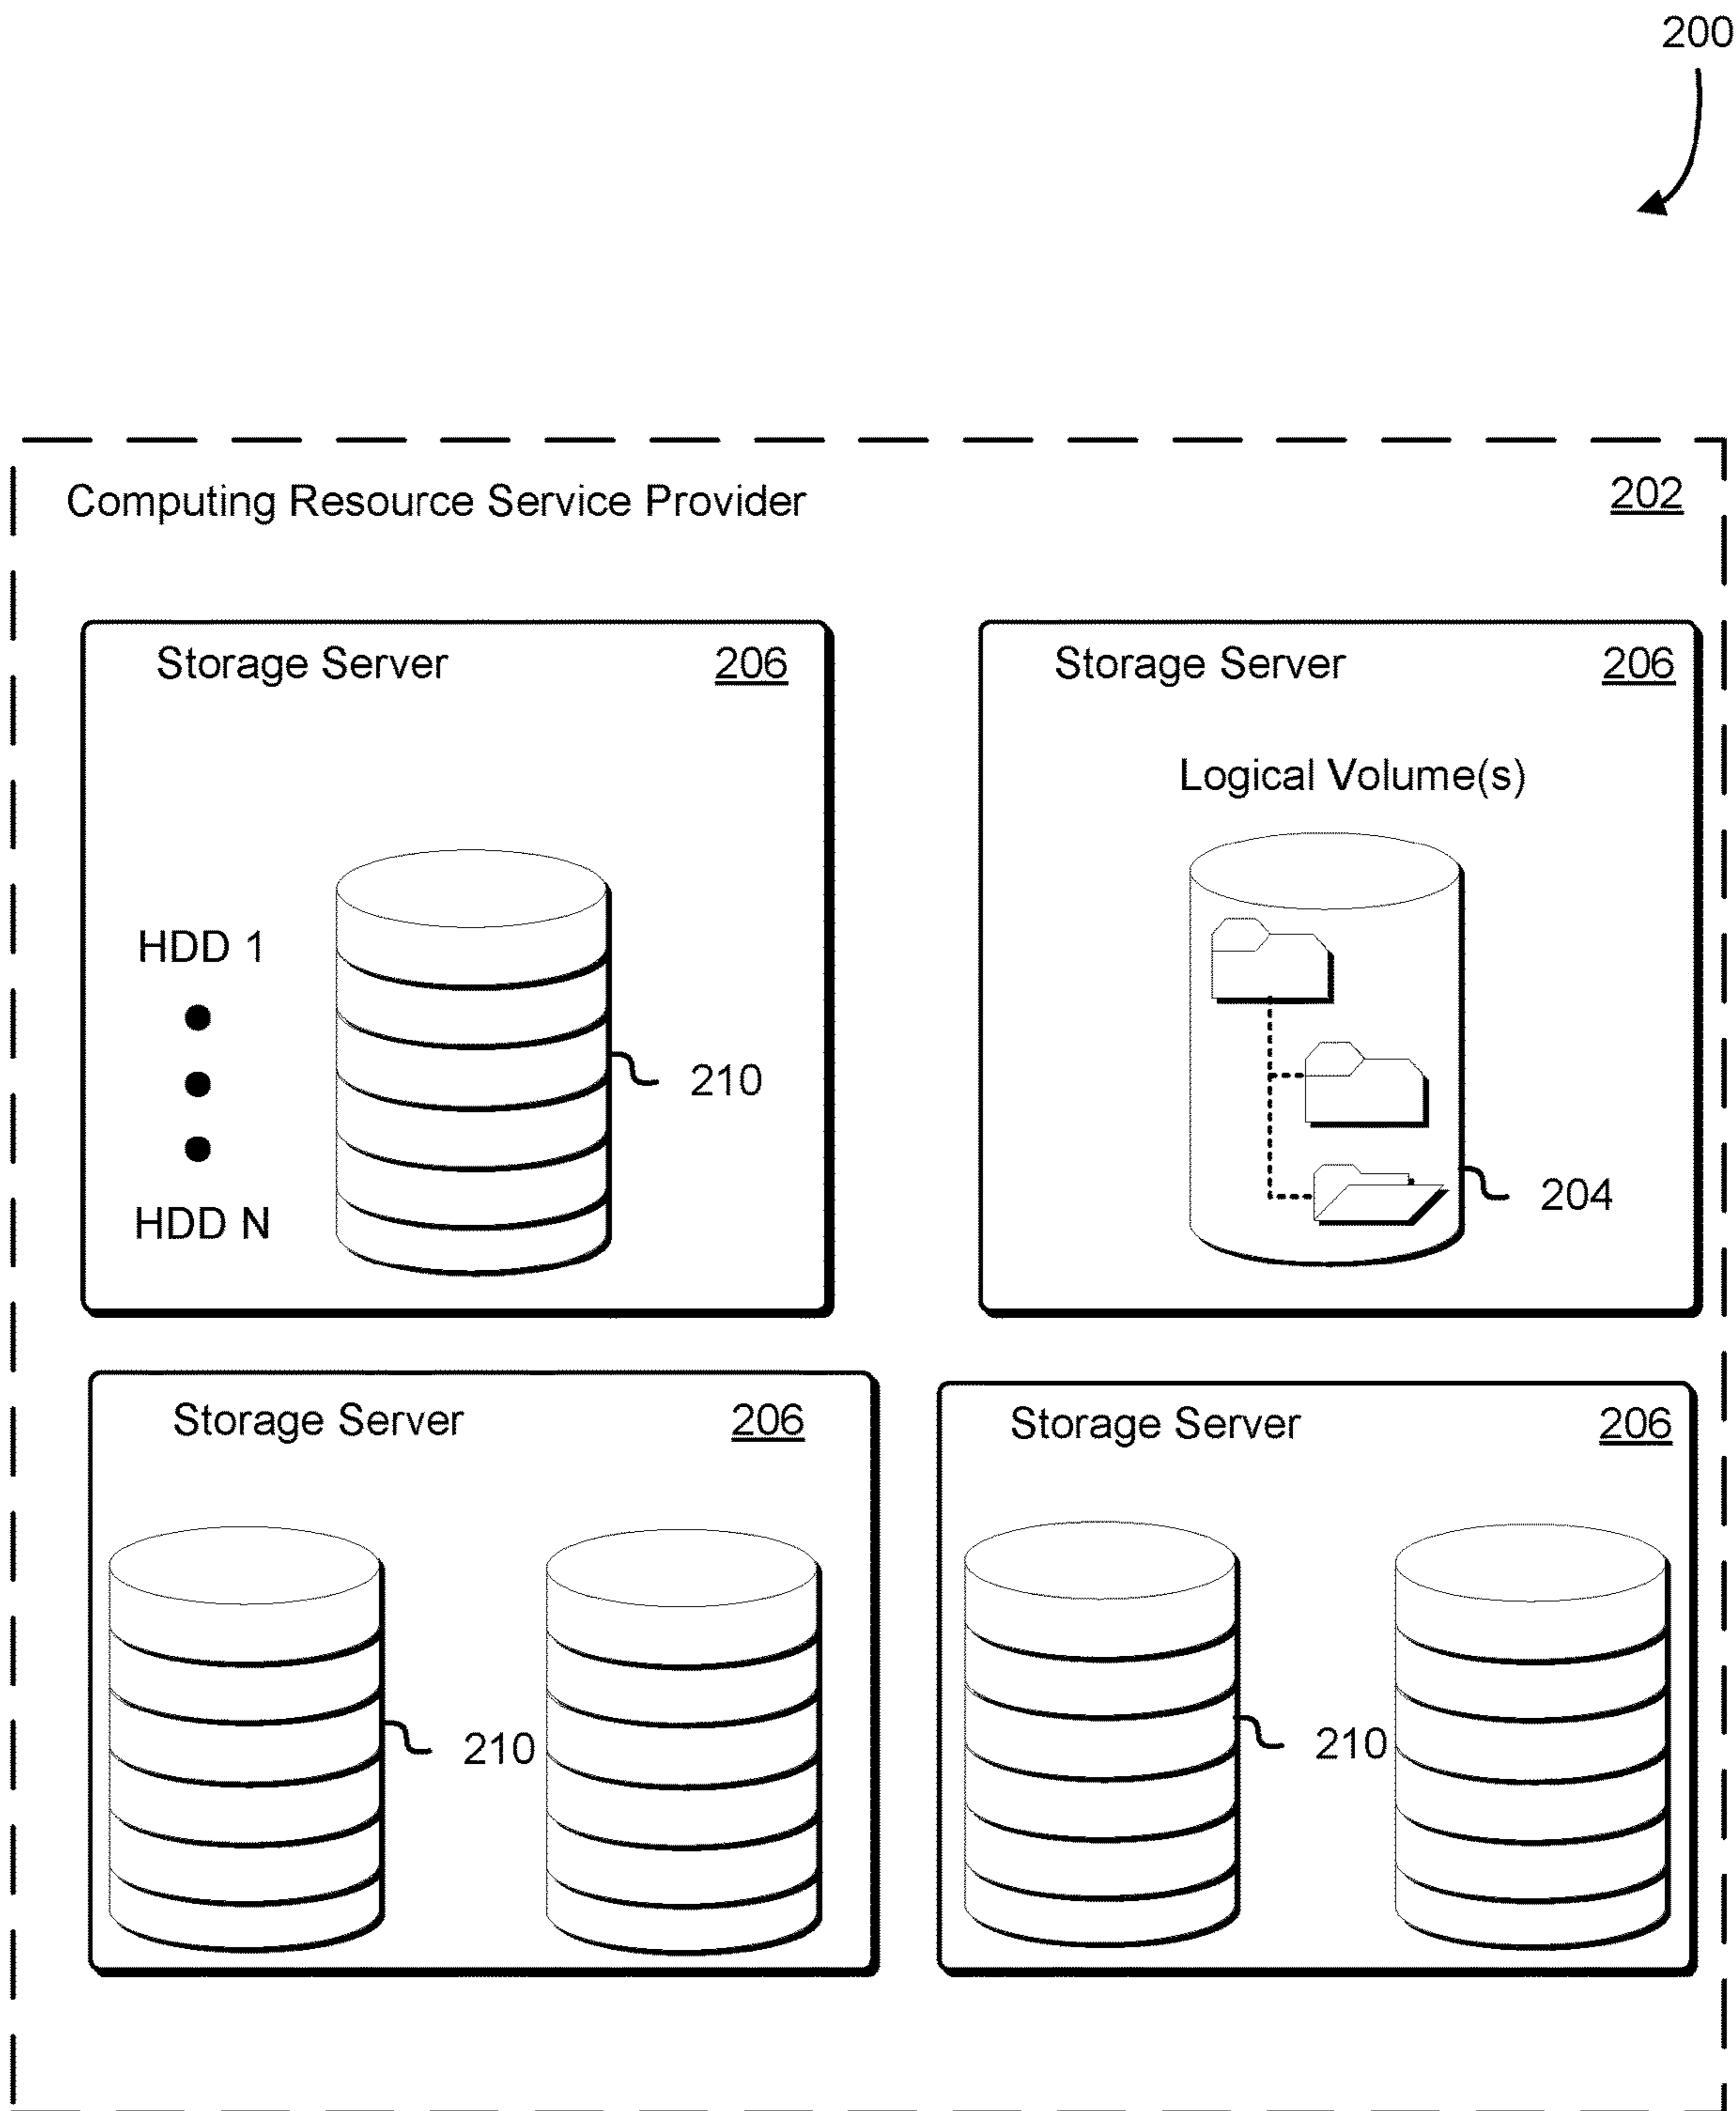 200
Computing Resource Service Provider 202
Storage Server 206
HDD 1
HDD N
210
Storage Server 206
Logical Volume(s)
204
Storage Server 206
210
Storage Server 206
210